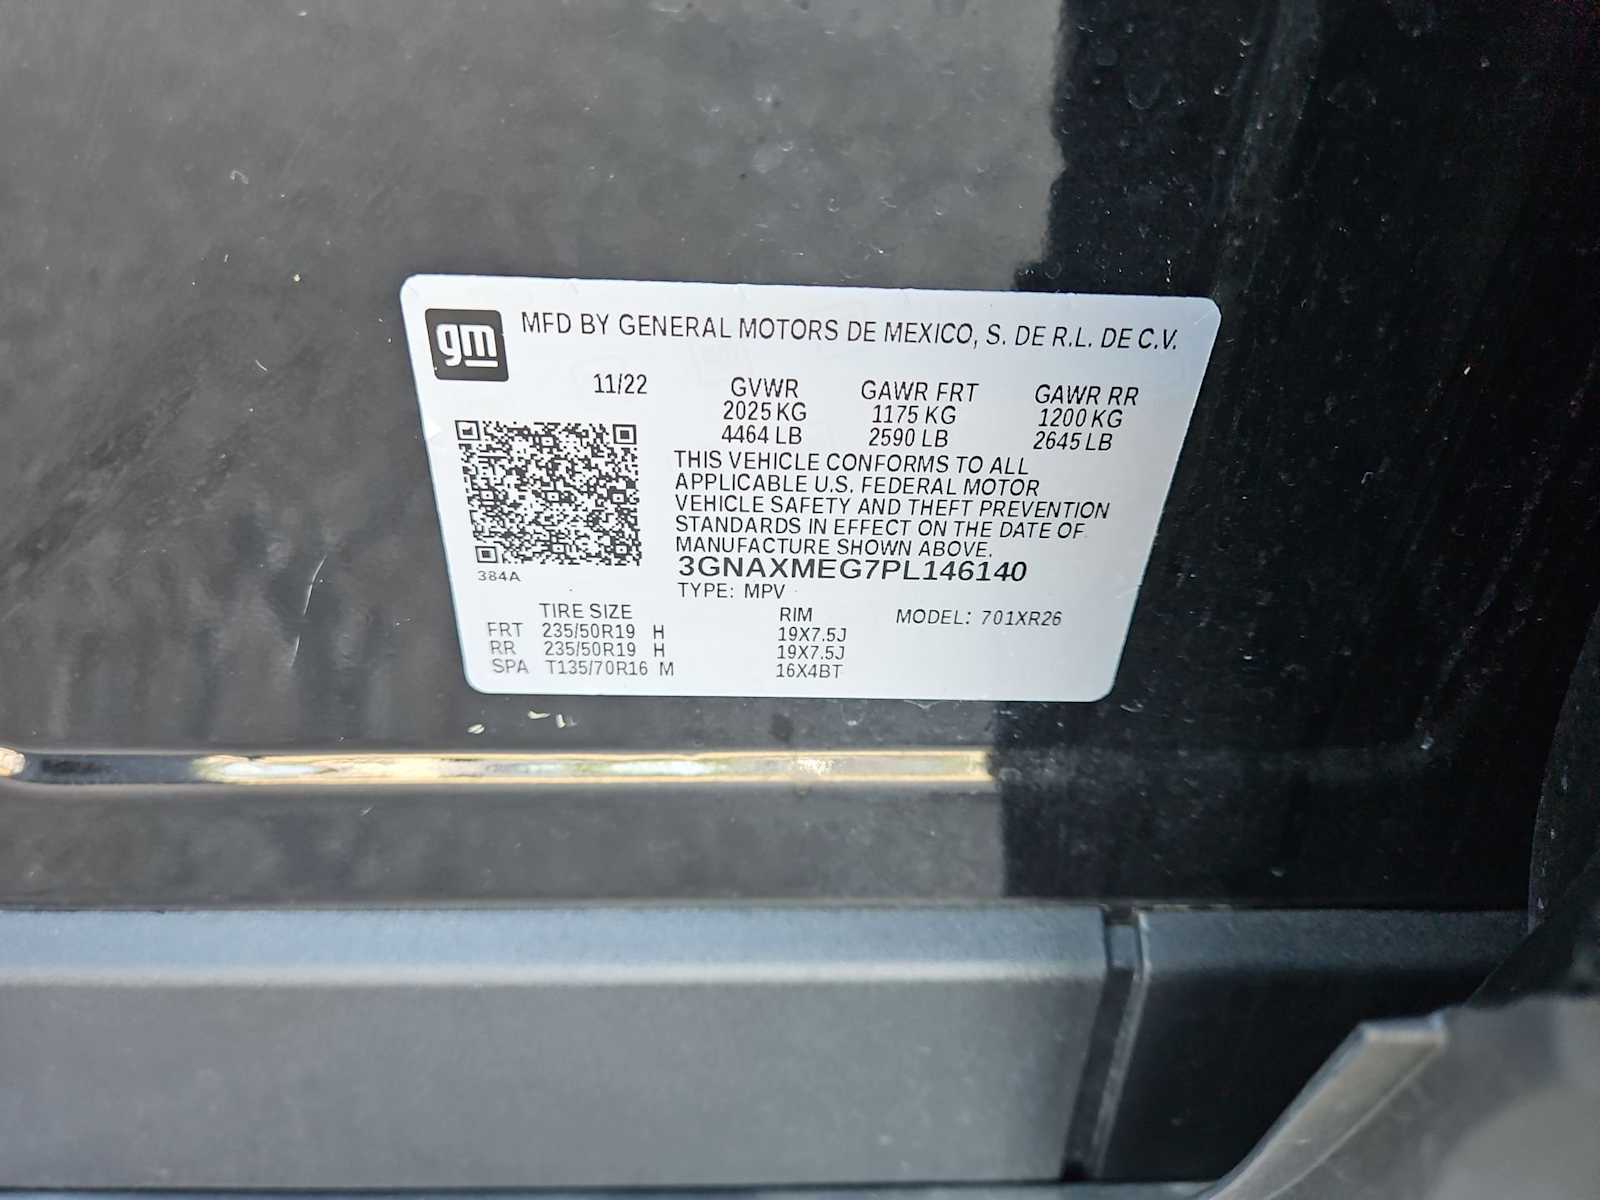 gm MFD BY GENERAL MOTORS DE MEXICO, S. DE R.L. DE C.V.
11/22 GVWR GAWR FRT GAWR RR
2025 KG 1175 KG 1200 KG
4464 LB 2590 LB 2645 LB
THIS VEHICLE CONFORMS TO ALL
APPLICABLE U.S. FEDERAL MOTOR
VEHICLE SAFETY AND THEFT PREVENTION
STANDARDS IN EFFECT ON THE DATE OF
MANUFACTURE SHOWN ABOVE.
384A 3GNAXMEG7PL146140
TYPE: MPV
TIRE SIZE RIM MODEL: 701XR26
FRT 235/50R19 H 19X7.5J
RR 235/50R19 H 19X7.5J
SPA T135/70R16 M 16X4BT